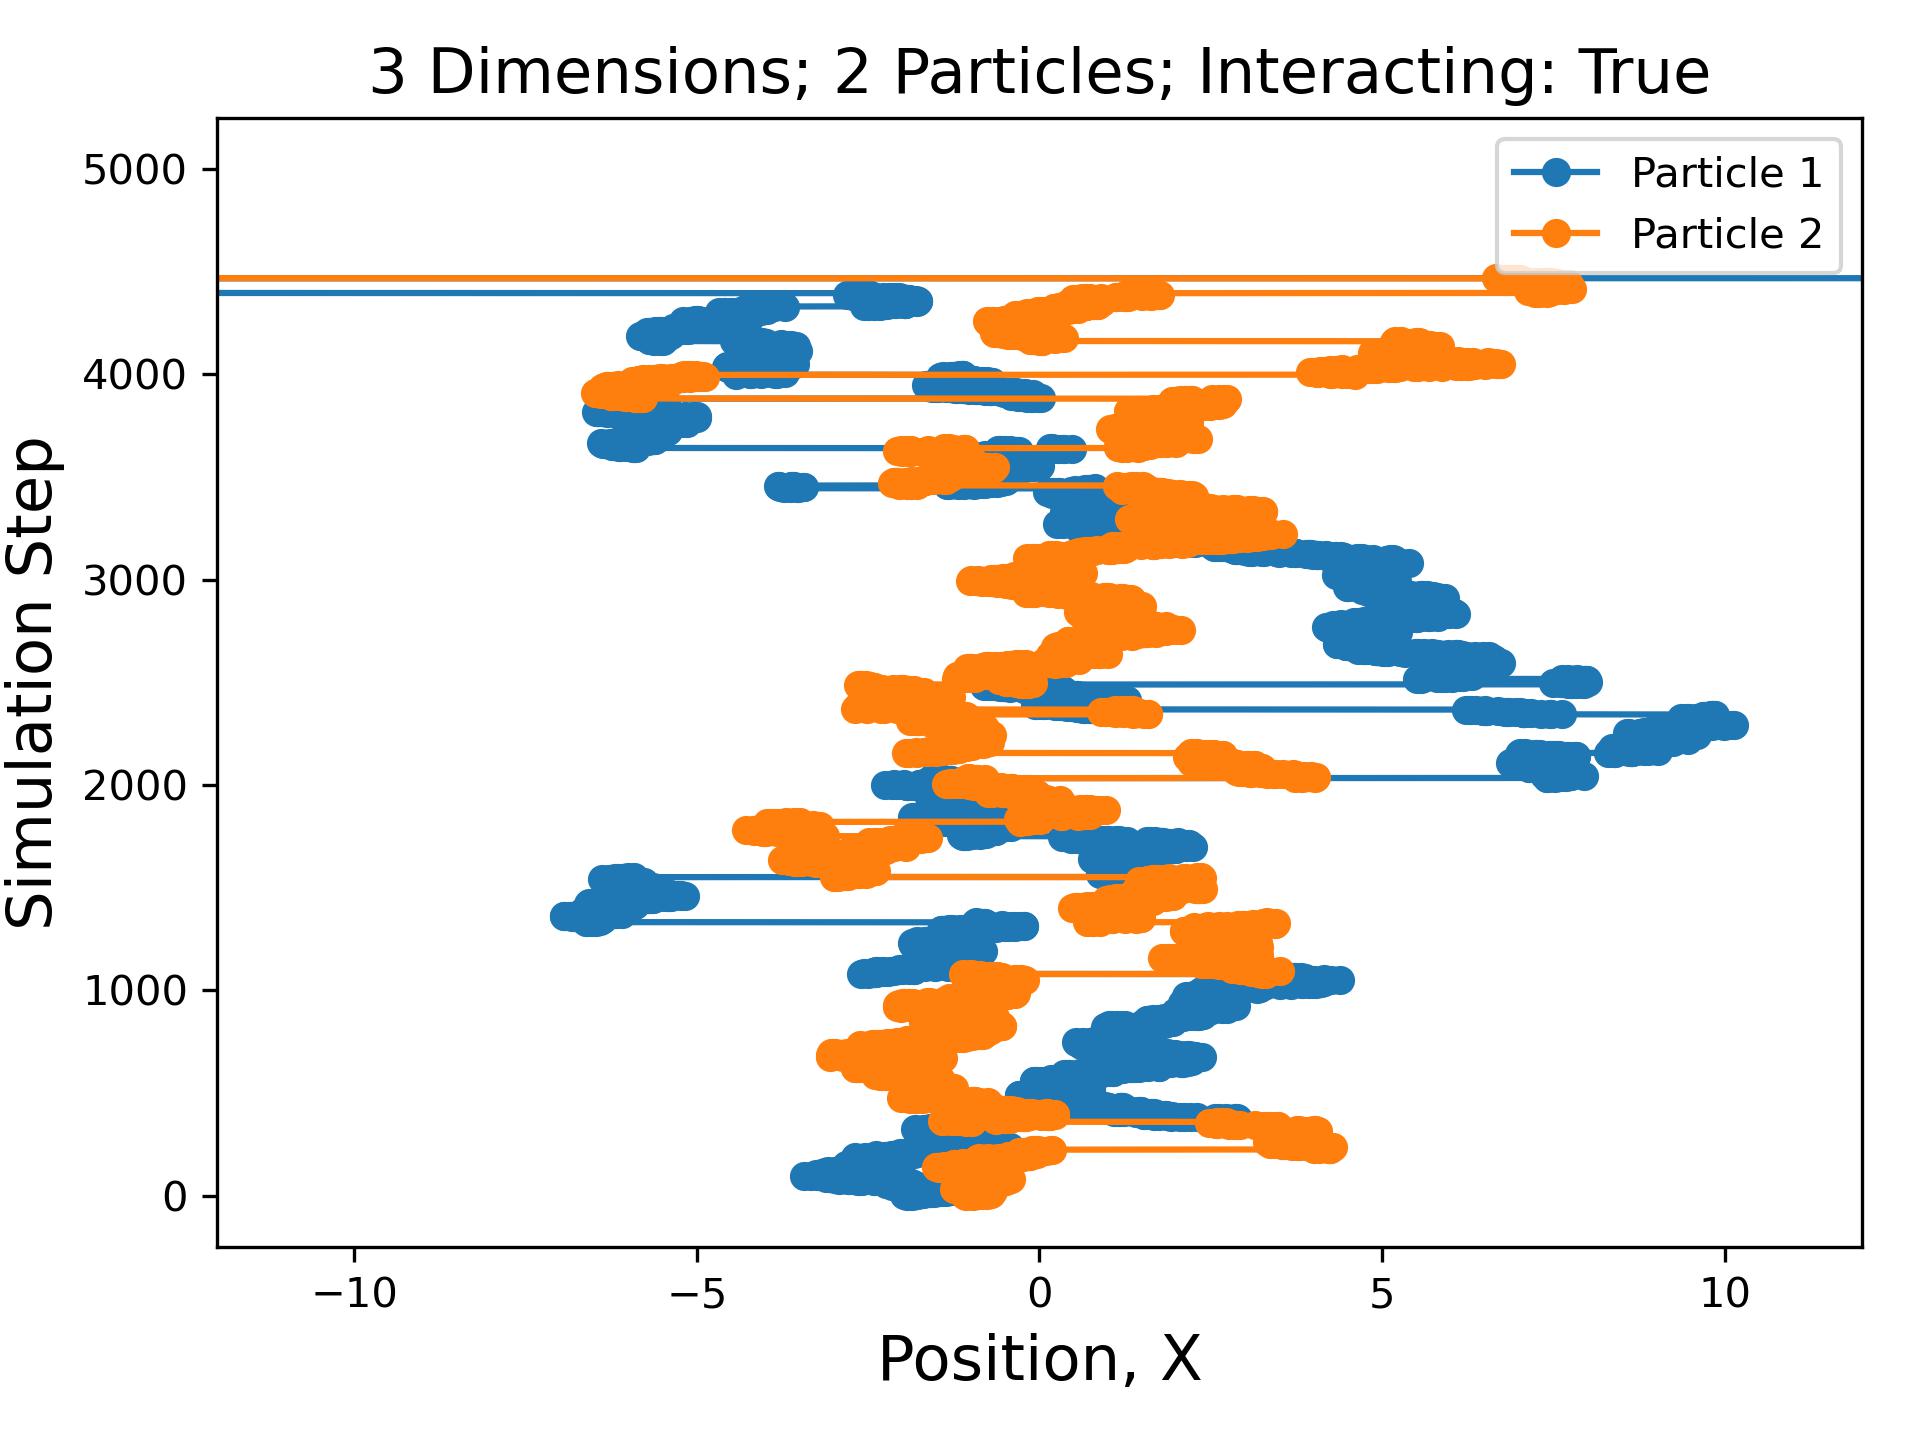 3 Dimensions; 2 Particles; Interacting: True
Particle 1
Particle 2
5000
4000
3000
2000
1000
0
Simulation Step
−10 −5 0 5 10
Position, X